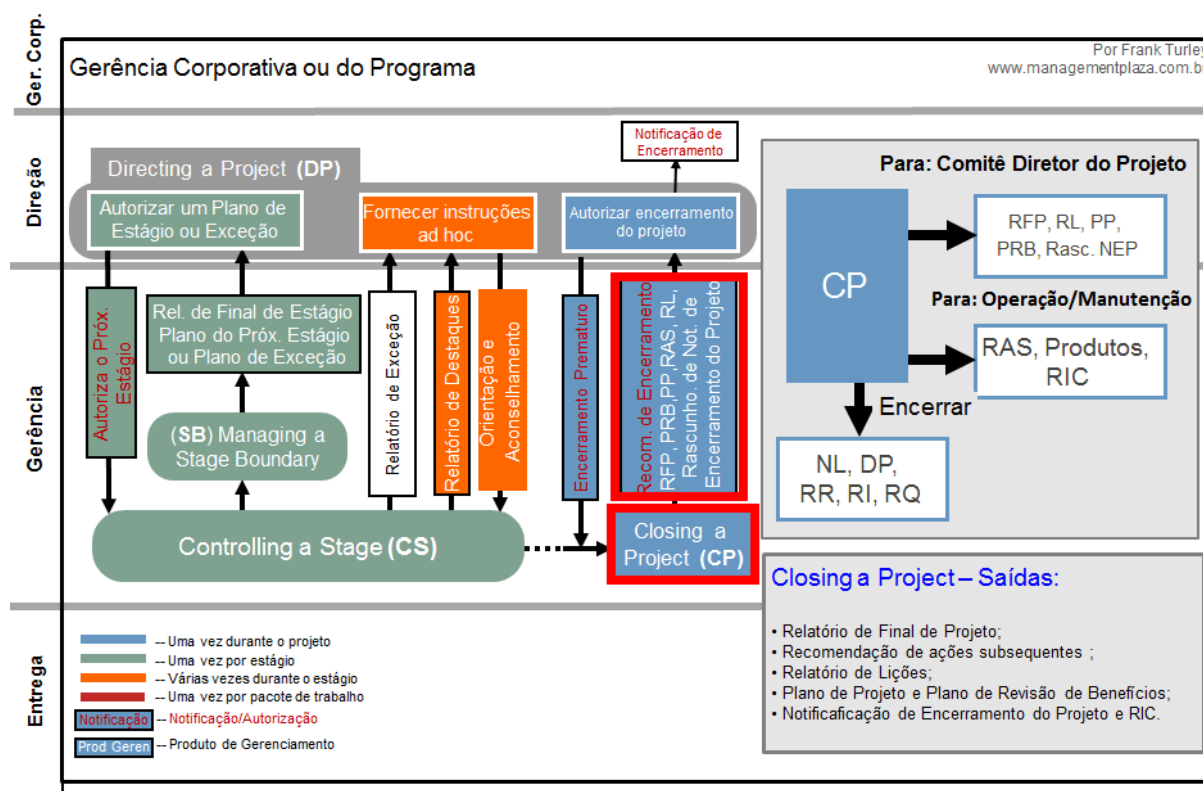 Ger. Corp.
Gerência Corporativa ou do Programa
Por Frank Turley
www.managementplaza.com.b
Direção
Directing a Project (DP)
Autorizar um Plano de
Estágio ou Exceção
Fornecer instruções
ad hoc
Autorizar encerramento
do projeto
Notificação de
Encerramento
Gerência
Autoriza o Próx.
Estágio
Rel. de Final de Estágio
Plano do Próx. Estágio
ou Plano de Exceção
(SB) Managing a
Stage Boundary
Relatório de Exceção
Relatório de Destaques
Orientação e
Aconselhamento
Encerramento Prematuro
Recom. de Encerramento
RFP, PRB,PP,RAS, RL,
Rascunho. de Not. de
Encerramento do Projeto
Controlling a Stage (CS)
Closing a
Project (CP)
Para: Comitê Diretor do Projeto
CP
RFP, RL, PP,
PRB, Rasc. NEP
Para: Operação/Manutenção
RAS, Produtos,
RIC
Encerrar
NL, DP,
RR, RI, RQ
Entrega
-- Uma vez durante o projeto
-- Uma vez por estágio
-- Várias vezes durante o estágio
-- Uma vez por pacote de trabalho
Notificação -- Notificação/Autorização
Prod Geren -- Produto de Gerenciamento
Closing a Project – Saídas:
• Relatório de Final de Projeto;
• Recomendação de ações subsequentes ;
• Relatório de Lições;
• Plano de Projeto e Plano de Revisão de Benefícios;
• Notificaficação de Encerramento do Projeto e RIC.